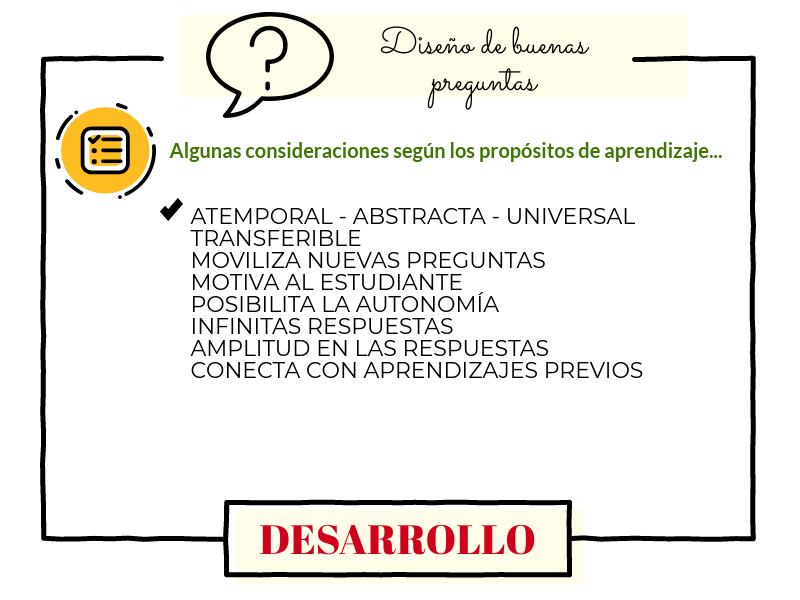 Diseño de buenas
preguntas
Algunas consideraciones según los propósitos de aprendizaje...
ATEMPORAL - ABSTRACTA - UNIVERSAL
TRANSFERIBLE
MOVILIZA NUEVAS PREGUNTAS
MOTIVA AL ESTUDIANTE
POSIBILITA LA AUTONOMÍA
INFINITAS RESPUESTAS
AMPLITUD EN LAS RESPUESTAS
CONECTA CON APRENDIZAJES PREVIOS
DESARROLLO